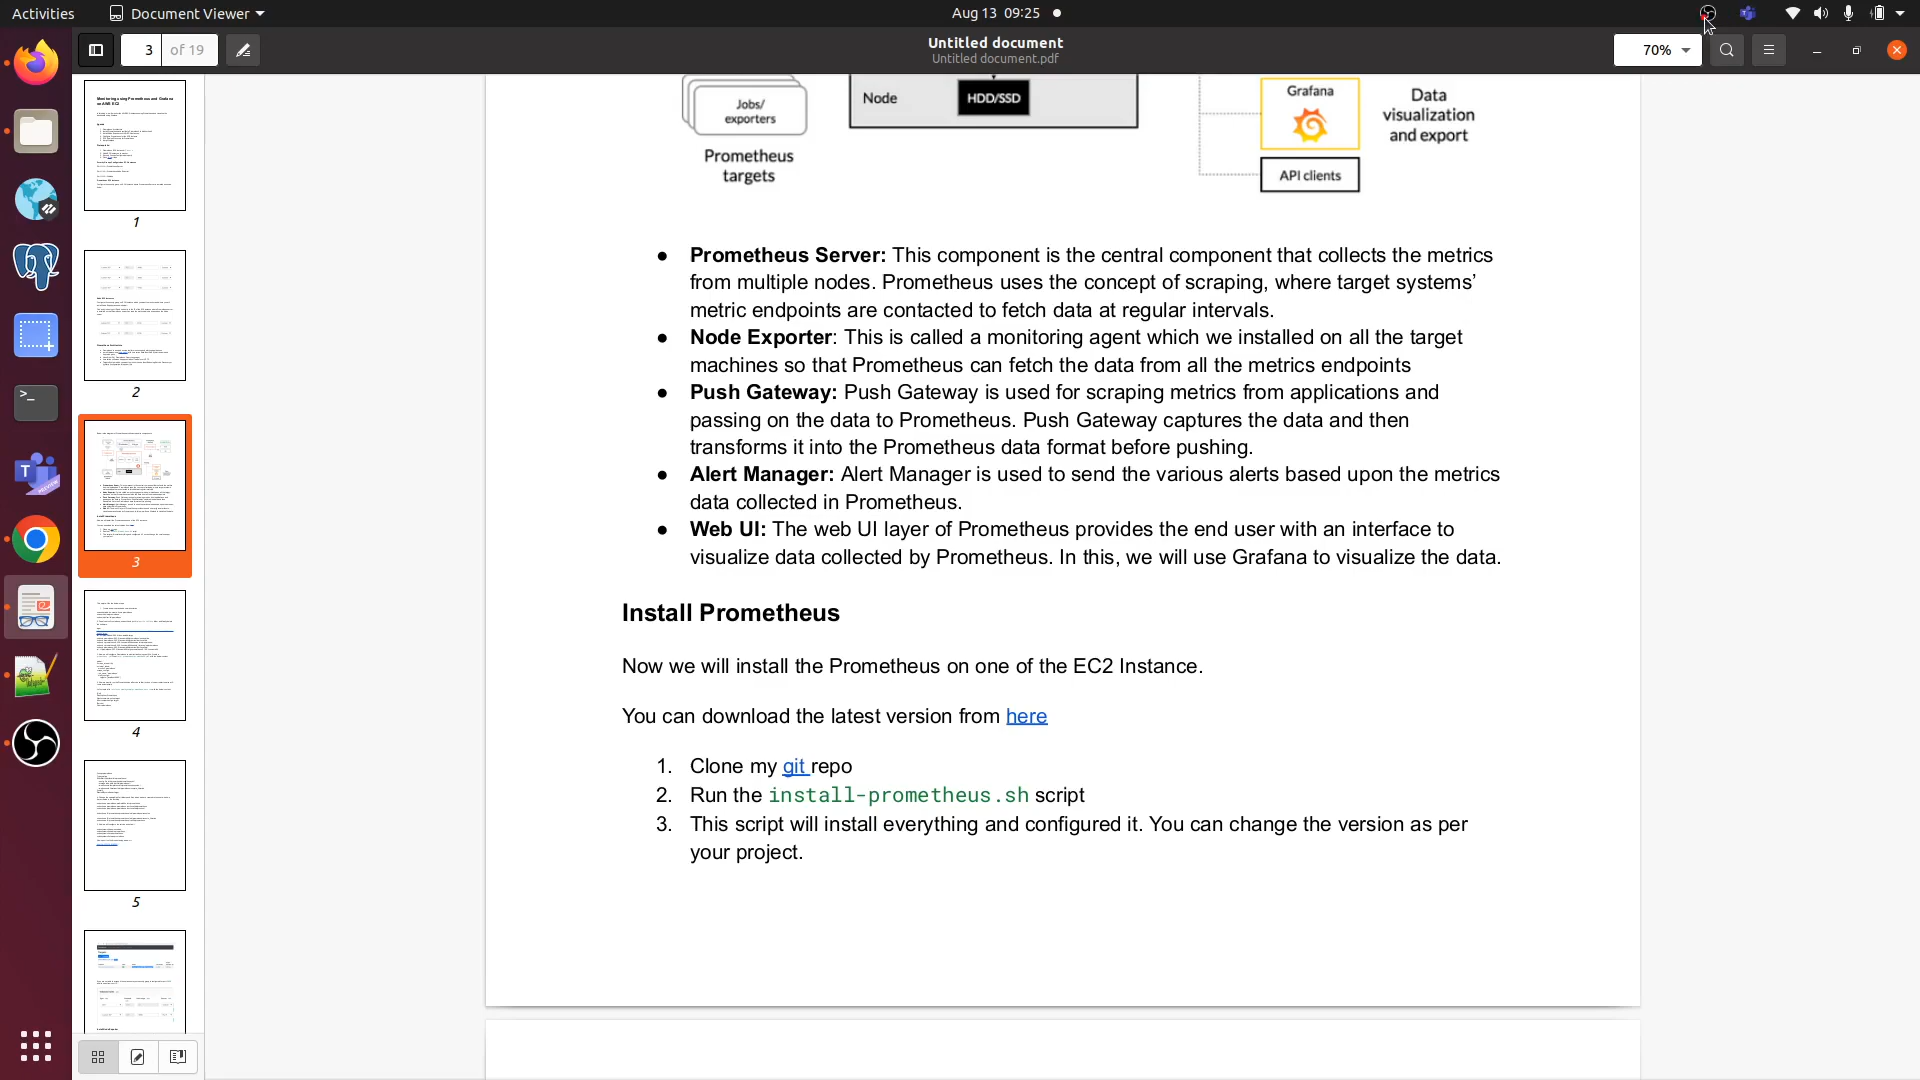 Activities
Document Viewer
Aug 13 09:25
3 of 19
Untitled document
Untitled document.pdf
70%
Monitoring using Prometheus and Grafana
on AWS EC2
1
2
3
4
5
Jobs/
exporters
Prometheus
targets
Node
HDD/SSD
Grafana
API clients
Data
visualization
and export
● Prometheus Server: This component is the central component that collects the metrics
from multiple nodes. Prometheus uses the concept of scraping, where target systems’
metric endpoints are contacted to fetch data at regular intervals.
● Node Exporter: This is called a monitoring agent which we installed on all the target
machines so that Prometheus can fetch the data from all the metrics endpoints
● Push Gateway: Push Gateway is used for scraping metrics from applications and
passing on the data to Prometheus. Push Gateway captures the data and then
transforms it into the Prometheus data format before pushing.
● Alert Manager: Alert Manager is used to send the various alerts based upon the metrics
data collected in Prometheus.
● Web UI: The web UI layer of Prometheus provides the end user with an interface to
visualize data collected by Prometheus. In this, we will use Grafana to visualize the data.
Install Prometheus
Now we will install the Prometheus on one of the EC2 Instance.
You can download the latest version from here
1. Clone my git repo
2. Run the install-prometheus.sh script
3. This script will install everything and configured it. You can change the version as per
your project.